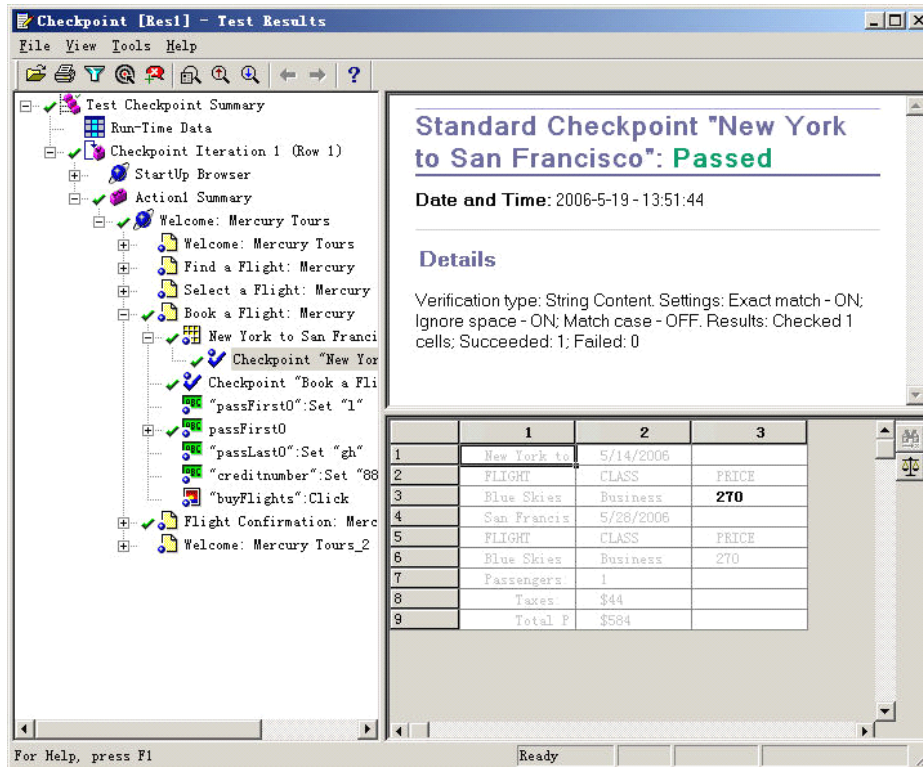 Checkpoint [Res1] - Test Results
File View Tools Help
Test Checkpoint Summary
Run-Time Data
Checkpoint Iteration 1 (Row 1)
StartUp Browser
Action1 Summary
Welcome: Mercury Tours
Welcome: Mercury Tours
Find a Flight: Mercury
Select a Flight: Mercury
Book a Flight: Mercury
New York to San Franci
Checkpoint "New Yor
Checkpoint "Book a Fli
"passFirst0":Set "l"
passFirst0
"passLast0":Set "gh"
"creditnumber":Set "88
"buyFlights":Click
Flight Confirmation: Merc
Welcome: Mercury Tours_2
Standard Checkpoint "New York
to San Francisco": Passed
Date and Time: 2006-5-19 - 13:51:44
Details
Verification type: String Content. Settings: Exact match - ON;
Ignore space - ON; Match case - OFF. Results: Checked 1
cells; Succeeded: 1; Failed: 0
1 2 3
1 New York to 5/14/2006
2 FLIGHT CLASS PRICE
3 Blue Skies Business 270
4 San Francis 5/28/2006
5 FLIGHT CLASS PRICE
6 Blue Skies Business 270
7 Passengers 1
8 Taxes $44
9 Total P $584
For Help, press F1
Ready